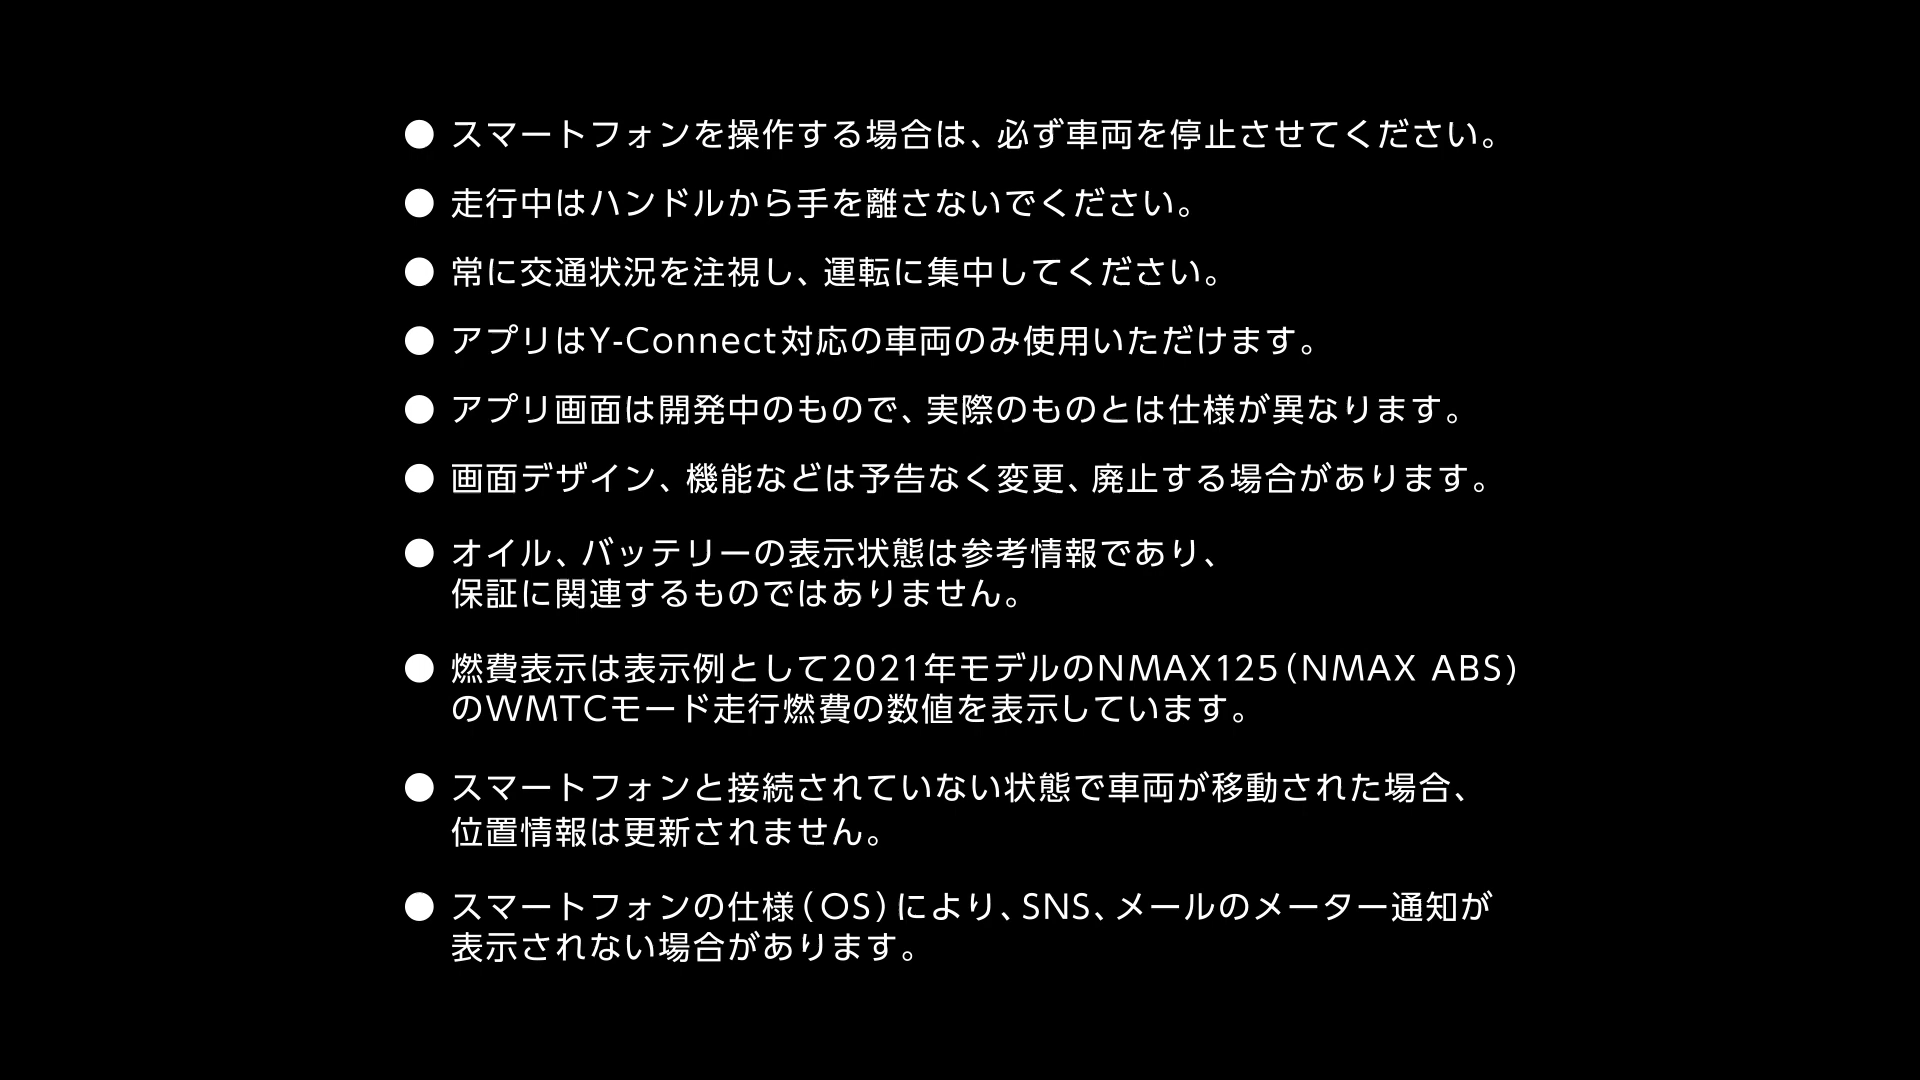 ● スマートフォンを操作する場合は、必ず車両を停止させてください。
● 走行中はハンドルから手を離さないでください。
● 常に交通状況を注視し、運転に集中してください。
● アプリはY-Connect対応の車両のみ使用いただけます。
● アプリ画面は開発中のもので、実際のものとは仕様が異なります。
● 画面デザイン、機能などは予告なく変更、廃止する場合があります。
● オイル、バッテリーの表示状態は参考情報であり、
保証に関連するものではありません。
● 燃費表示は表示例として2021年モデルのNMAX125（NMAX ABS)
のWMTCモード走行燃費の数値を表示しています。
● スマートフォンと接続されていない状態で車両が移動された場合、
位置情報は更新されません。
● スマートフォンの仕様（OS）により、SNS、メールのメーター通知が
表示されない場合があります。